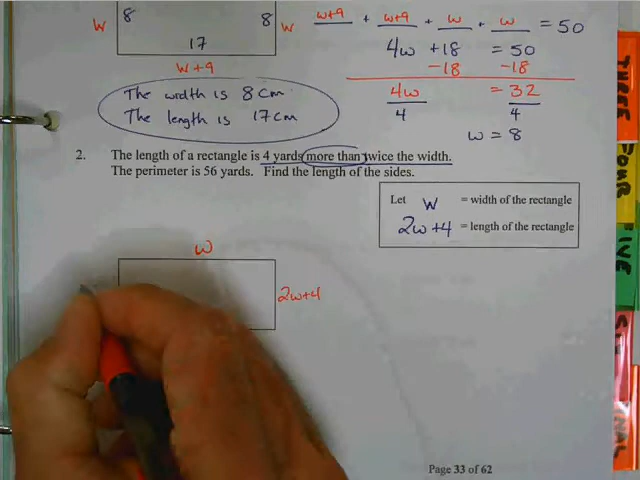 w+9 + w+9 + w + w = 50
W 8 8 W
17
4w +18 = 50
W+9
-18 -18
4w = 32
4 4
w = 8
The width is 8 cm
The length is 17 cm
2. The length of a rectangle is 4 yards more than twice the width.
The perimeter is 56 yards. Find the length of the sides.
Let W = width of the rectangle
2w+4 = length of the rectangle
w
2w+4
Page 33 of 62
THREE
FOUR
FIVE